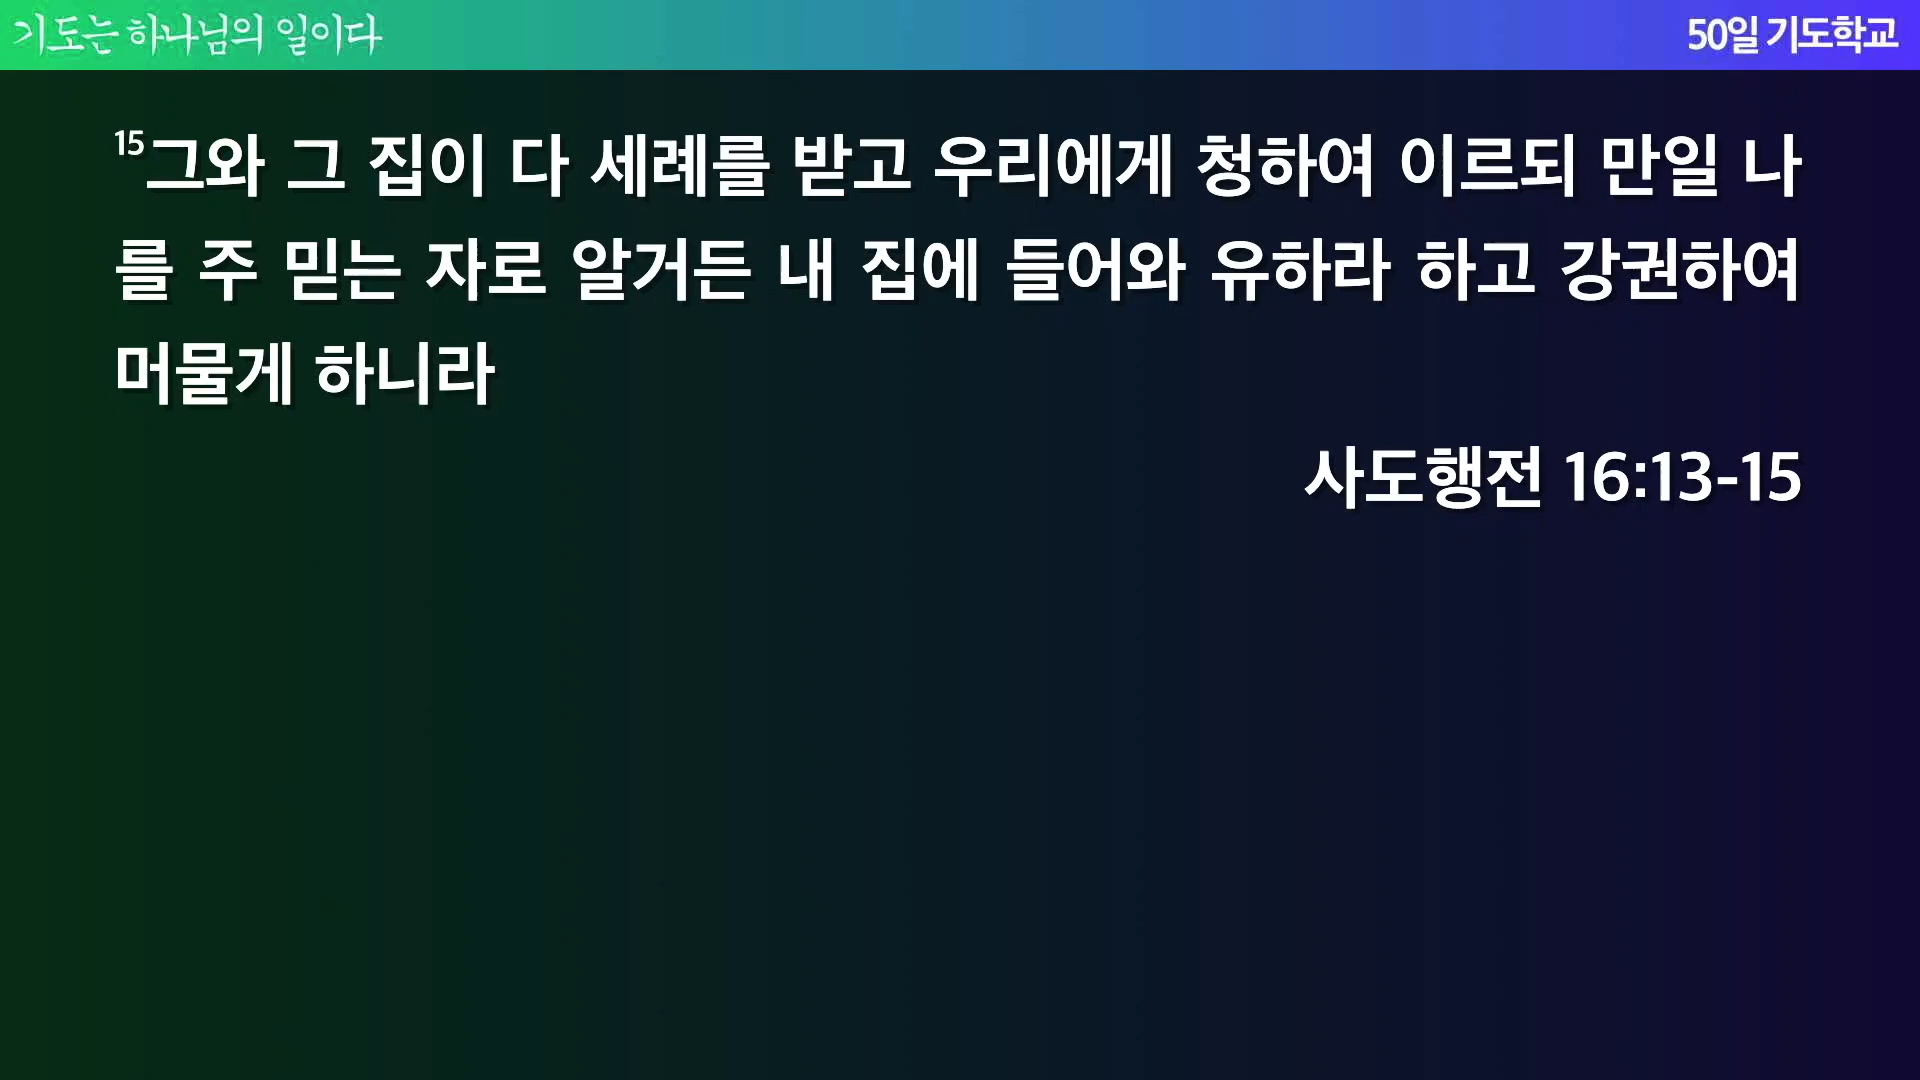 기도는 하나님의 일이다
50일 기도학교
15그와 그 집이 다 세례를 받고 우리에게 청하여 이르되 만일 나
를 주 믿는 자로 알거든 내 집에 들어와 유하라 하고 강권하여
머물게 하니라
사도행전 16:13-15